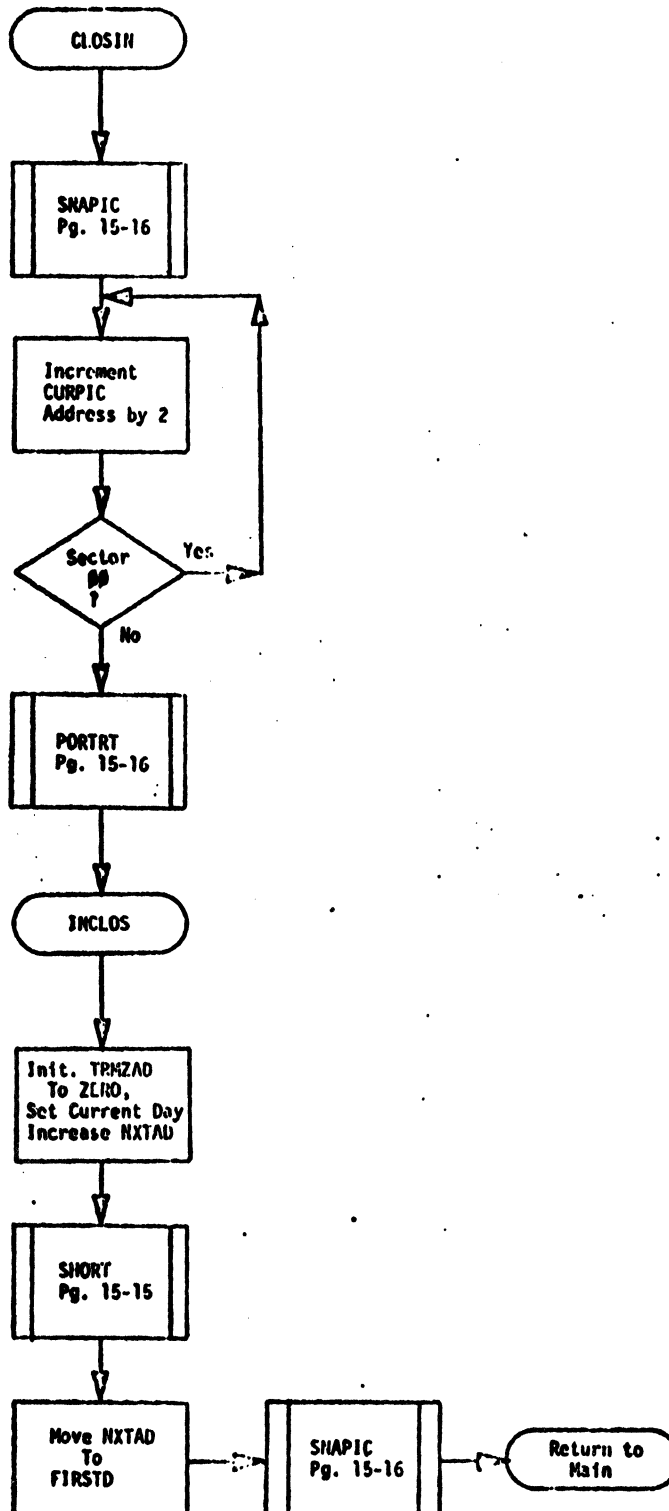 CLOSIN
SNAPIC
Pg. 15-16
Increment
CURPIC
Address by 2
Sector
ØØ
?
Yes
No
PORTRT
Pg. 15-16
INCLOS
Init. TRMZAD
To ZERO,
Set Current Day
Increase NXTAD
SHORT
Pg. 15-15
Move NXTAD
To
FIRSTD
SNAPIC
Pg. 15-16
Return to
Main